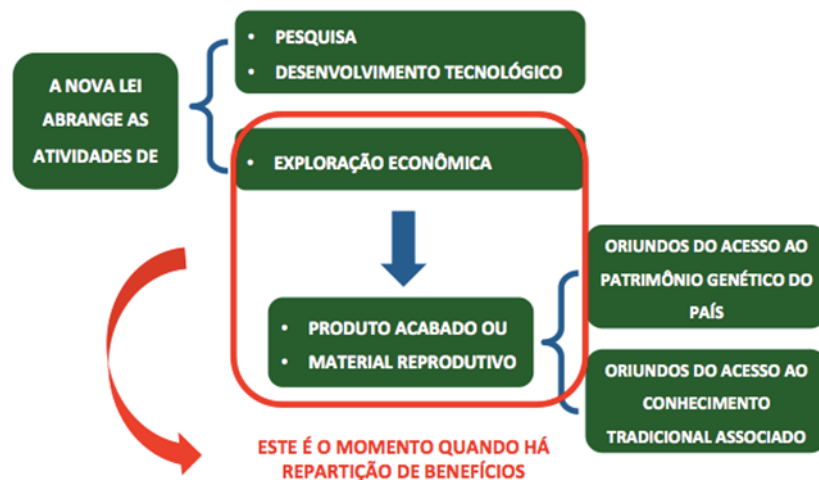 A NOVA LEI
ABRANGE AS
ATIVIDADES DE
• PESQUISA
• DESENVOLVIMENTO TECNOLÓGICO
• EXPLORAÇÃO ECONÔMICA
• PRODUTO ACABADO OU
• MATERIAL REPRODUTIVO
ORIUNDOS DO ACESSO AO
PATRIMÔNIO GENÉTICO DO
PAÍS
ORIUNDOS DO ACESSO AO
CONHECIMENTO
TRADICIONAL ASSOCIADO
ESTE É O MOMENTO QUANDO HÁ
REPARTIÇÃO DE BENEFÍCIOS